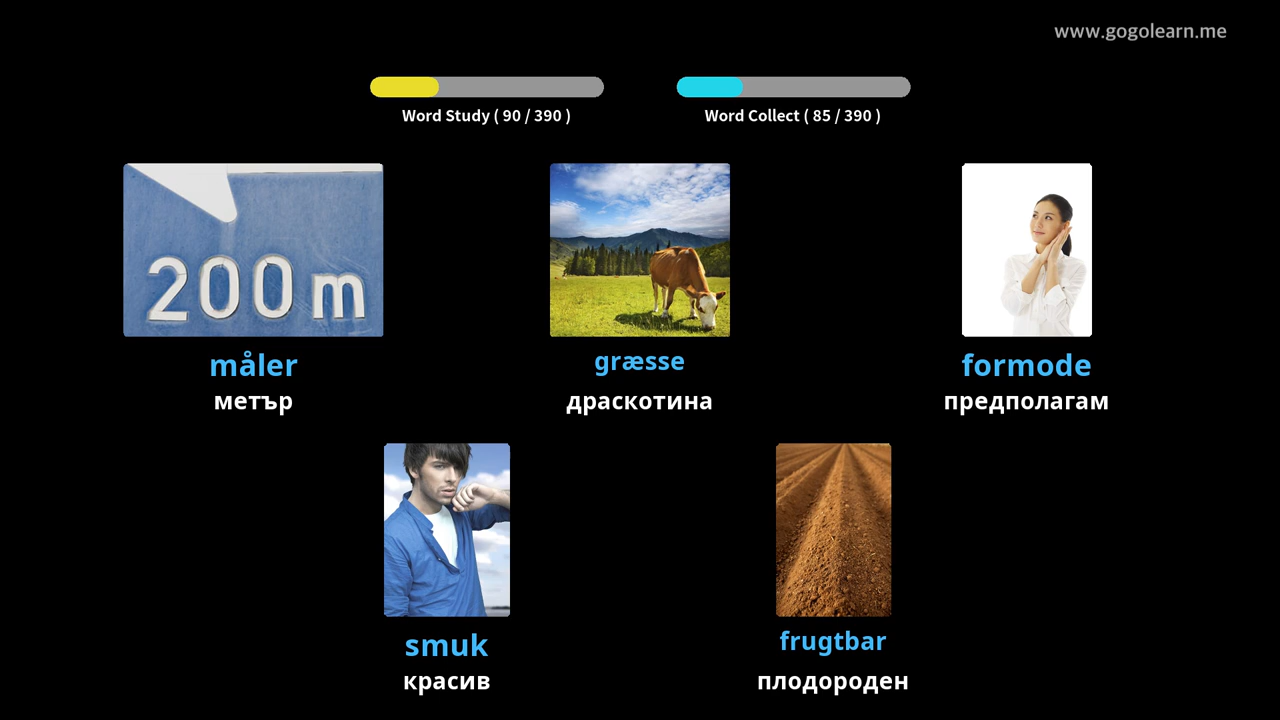 www.gogolearn.me
Word Study ( 90 / 390 )
Word Collect ( 85 / 390 )
200m
måler
метър
græsse
драскотина
formode
предполагам
smuk
красив
frugtbar
плодороден